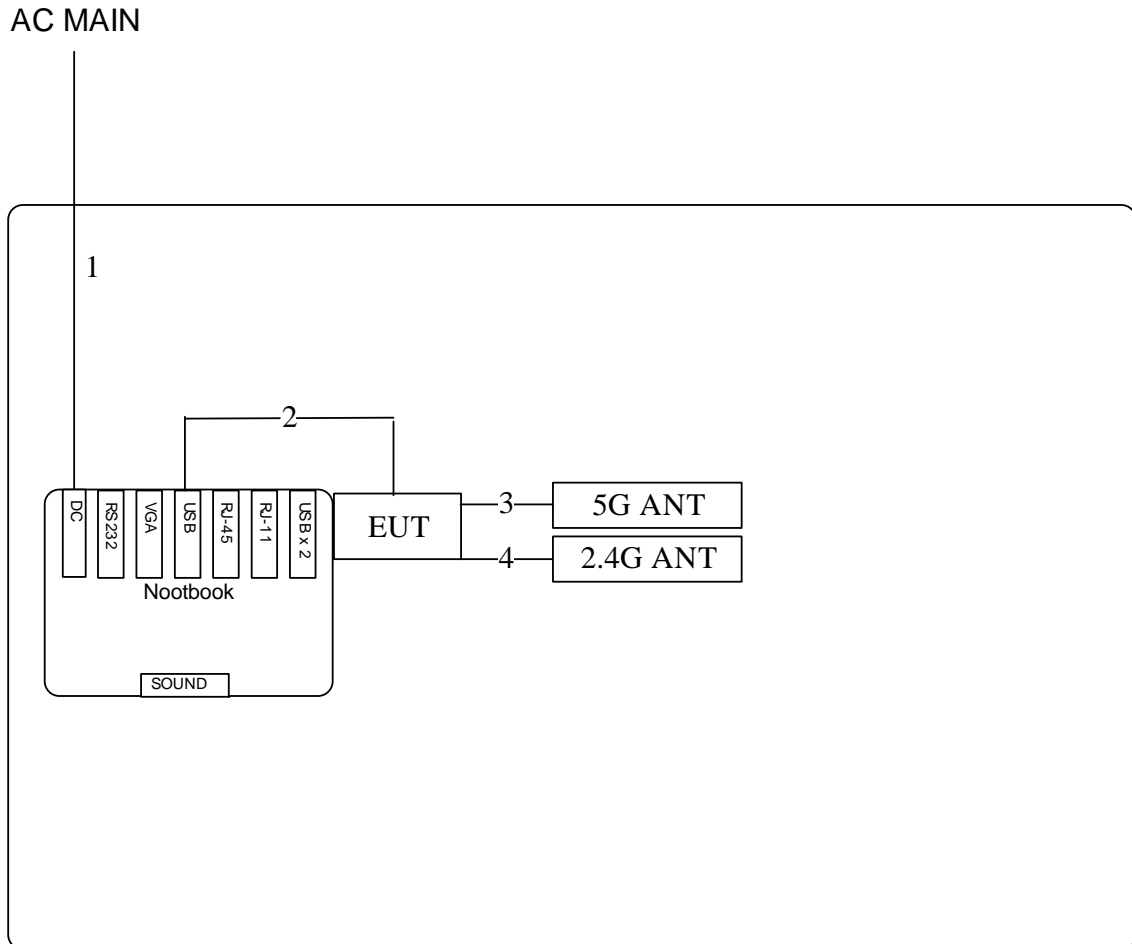 AC MAIN
1
2
DC
RS232
VGA
USB
RJ-45
RJ-11
USB x 2
EUT
3
5G ANT
4
2.4G ANT
Nootbook
SOUND